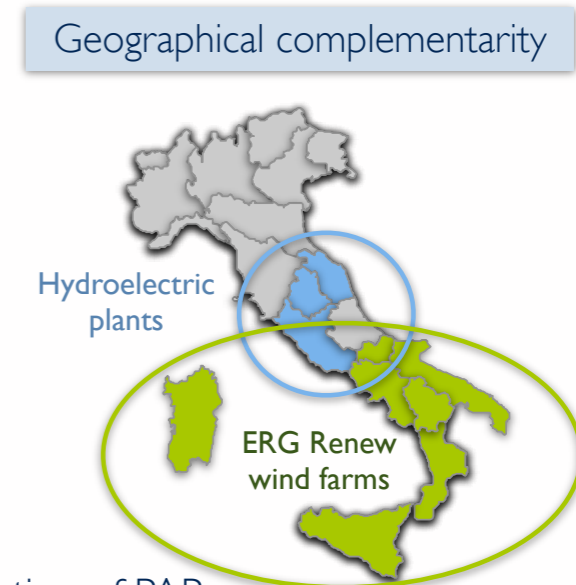 Geographical complementarity
Hydroelectric
plants
ERG Renew
wind farms